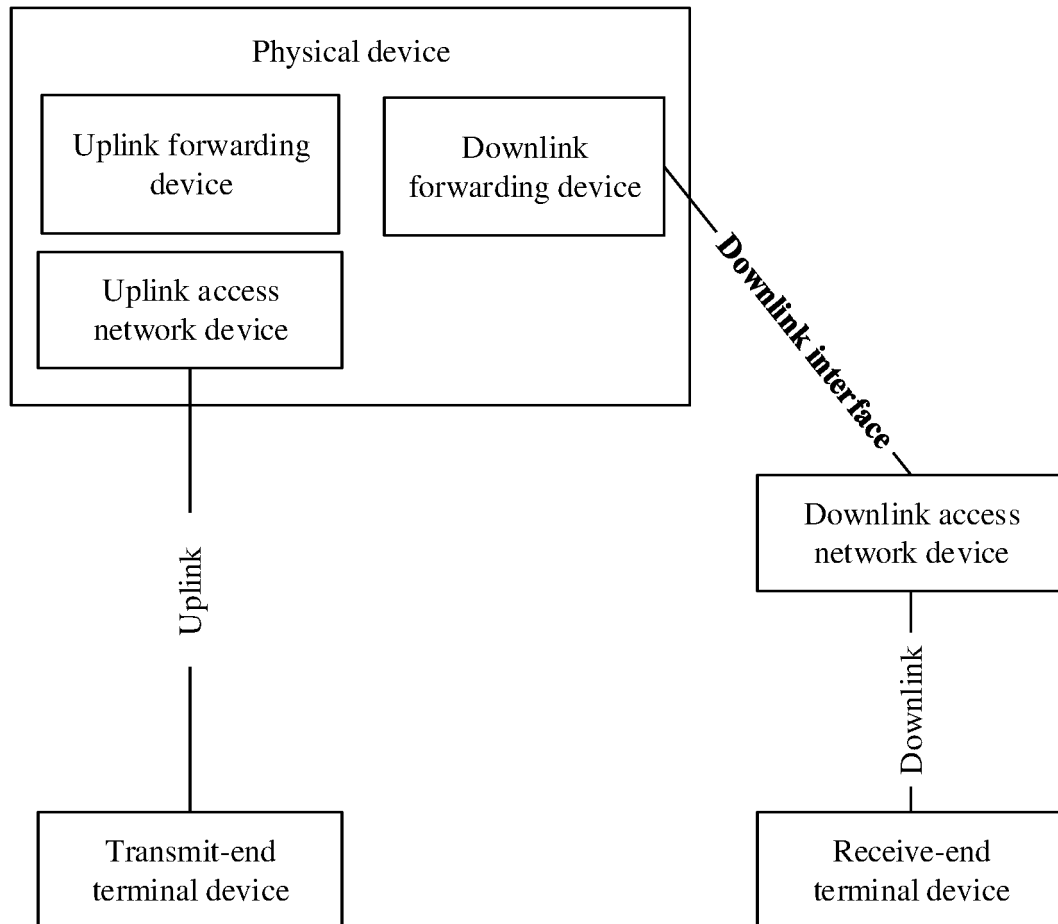 Physical device
Uplink forwarding
device
Downlink
forwarding device
Uplink access
network device
Downlink interface
Downlink access
network device
Uplink
Downlink
Transmit-end
terminal device
Receive-end
terminal device